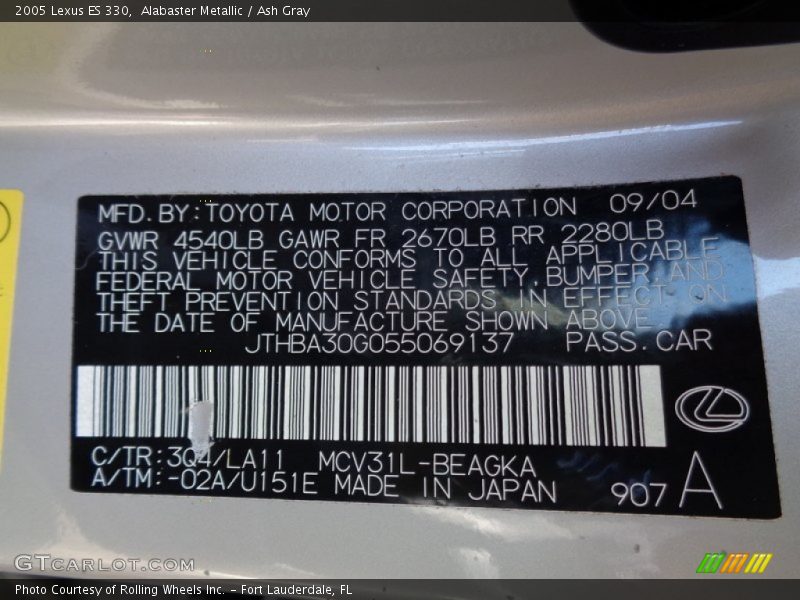 2005 Lexus ES 330, Alabaster Metallic / Ash Gray
MFD. BY: TOYOTA MOTOR CORPORATION 09/04
GVWR 4540LB GAWR FR 2670LB RR 2280LB
THIS VEHICLE CONFORMS TO ALL APPLICABLE
FEDERAL MOTOR VEHICLE SAFETY, BUMPER, AND
THEFT PREVENTION STANDARDS IN EFFECT ON
THE DATE OF MANUFACTURE SHOWN ABOVE.
JTHBA30G055069137 PASS. CAR
C/TR: 3Q4/LA11 MCV31L-BEAGKA
A/TM: -02A/U151E MADE IN JAPAN 907 A
GTCARLOT.COM
Photo Courtesy of Rolling Wheels Inc. – Fort Lauderdale, FL